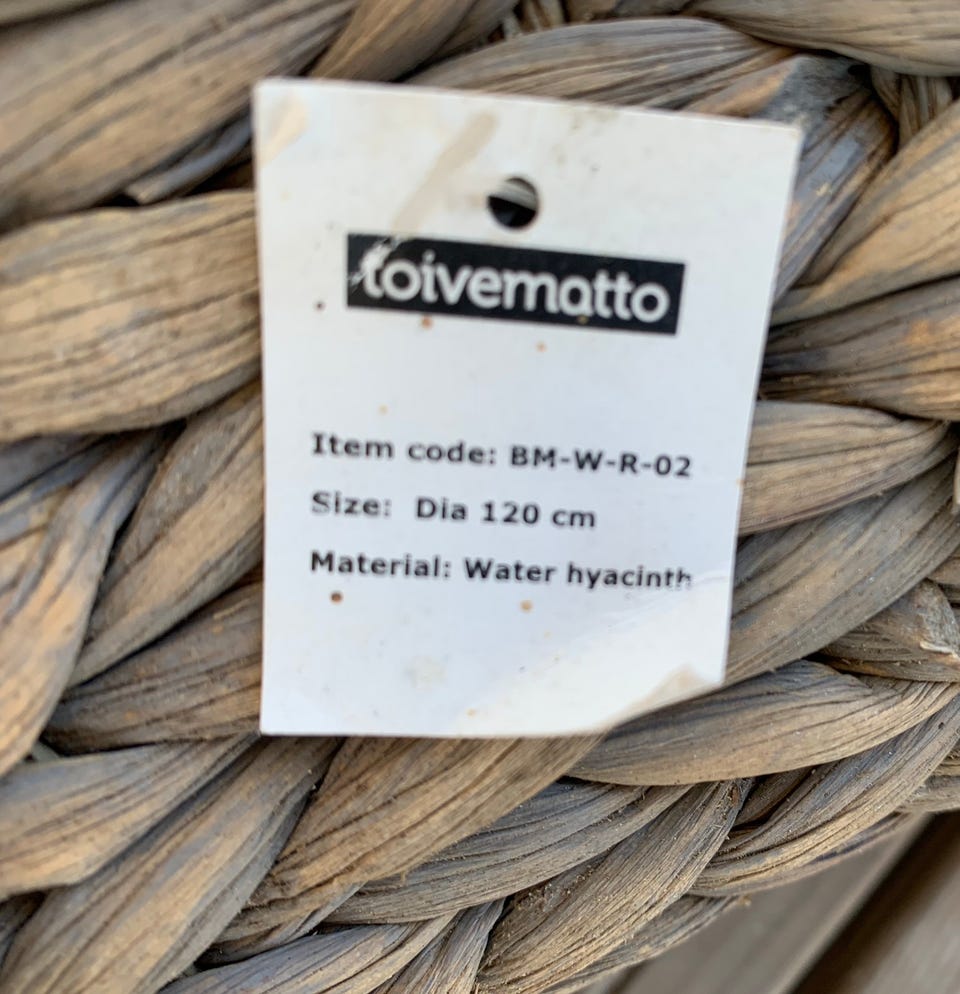 toivematto
Item code: BM-W-R-02
Size: Dia 120 cm
Material: Water hyacinth